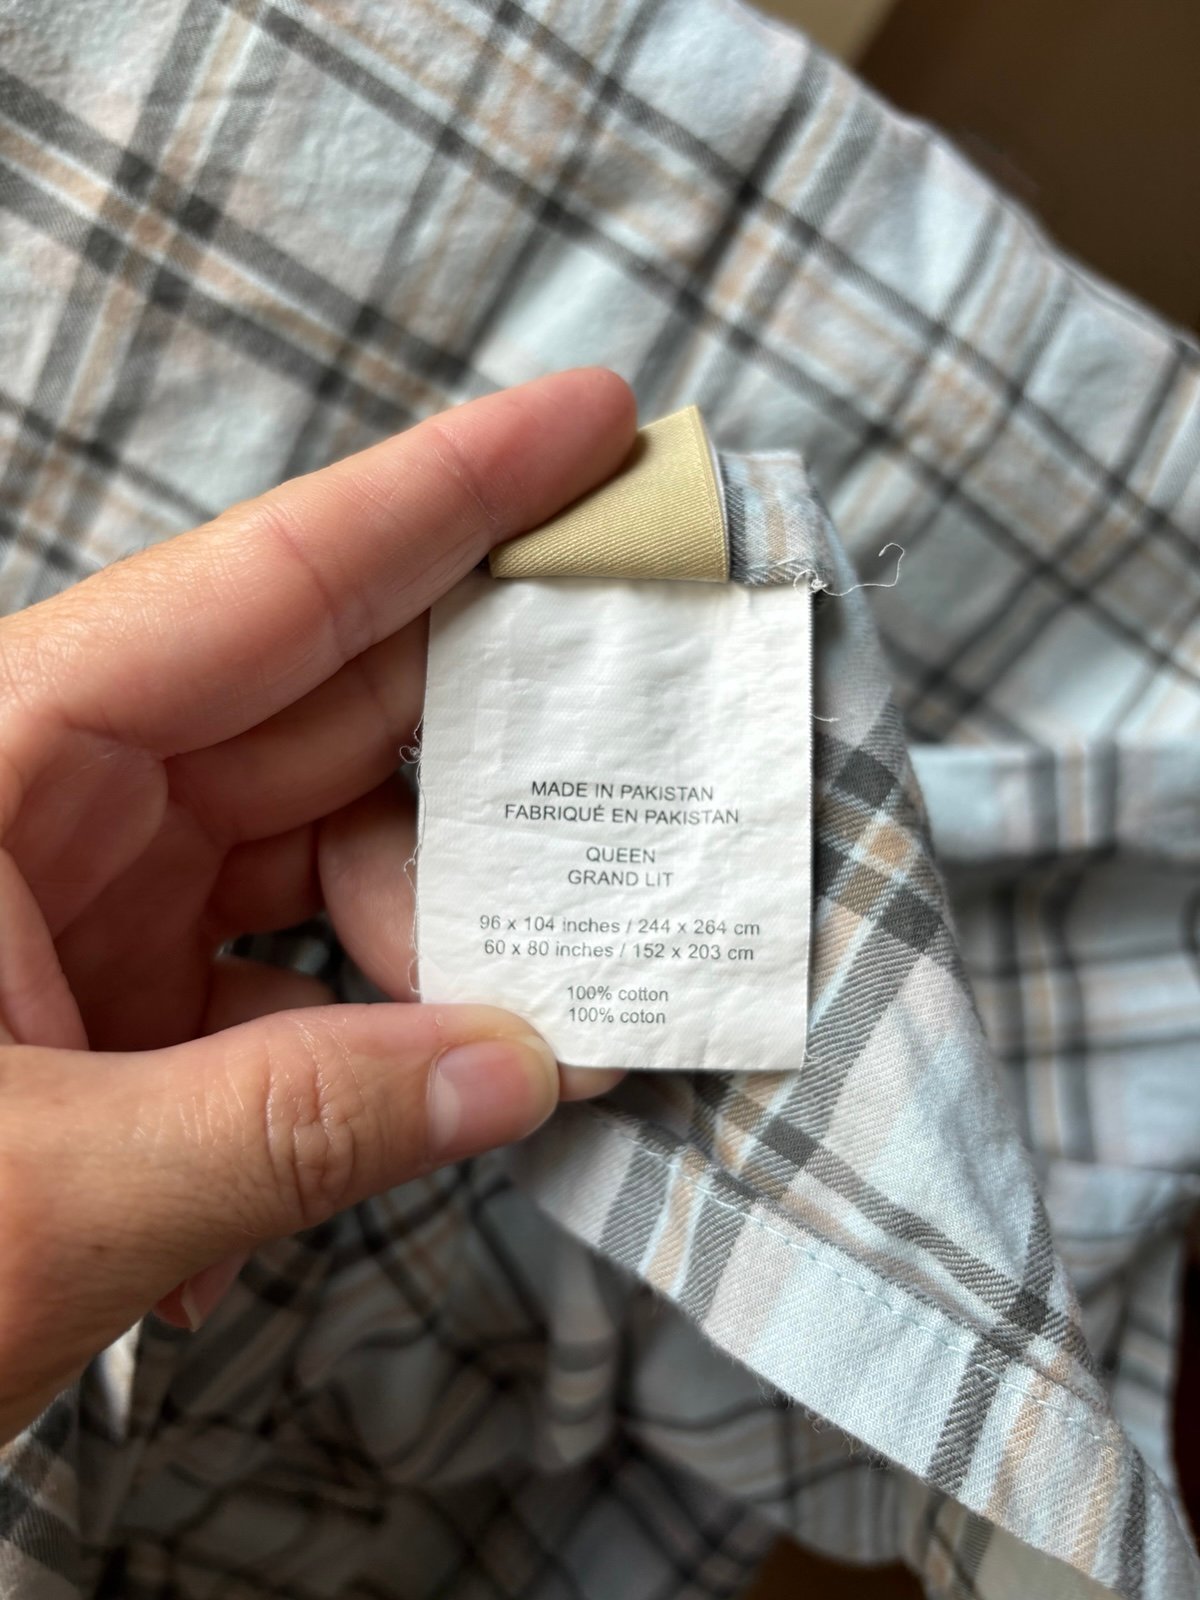 MADE IN PAKISTAN
FABRIQUÉ EN PAKISTAN
QUEEN
GRAND LIT
96 x 104 inches / 244 x 264 cm
60 x 80 inches / 152 x 203 cm
100% cotton
100% coton